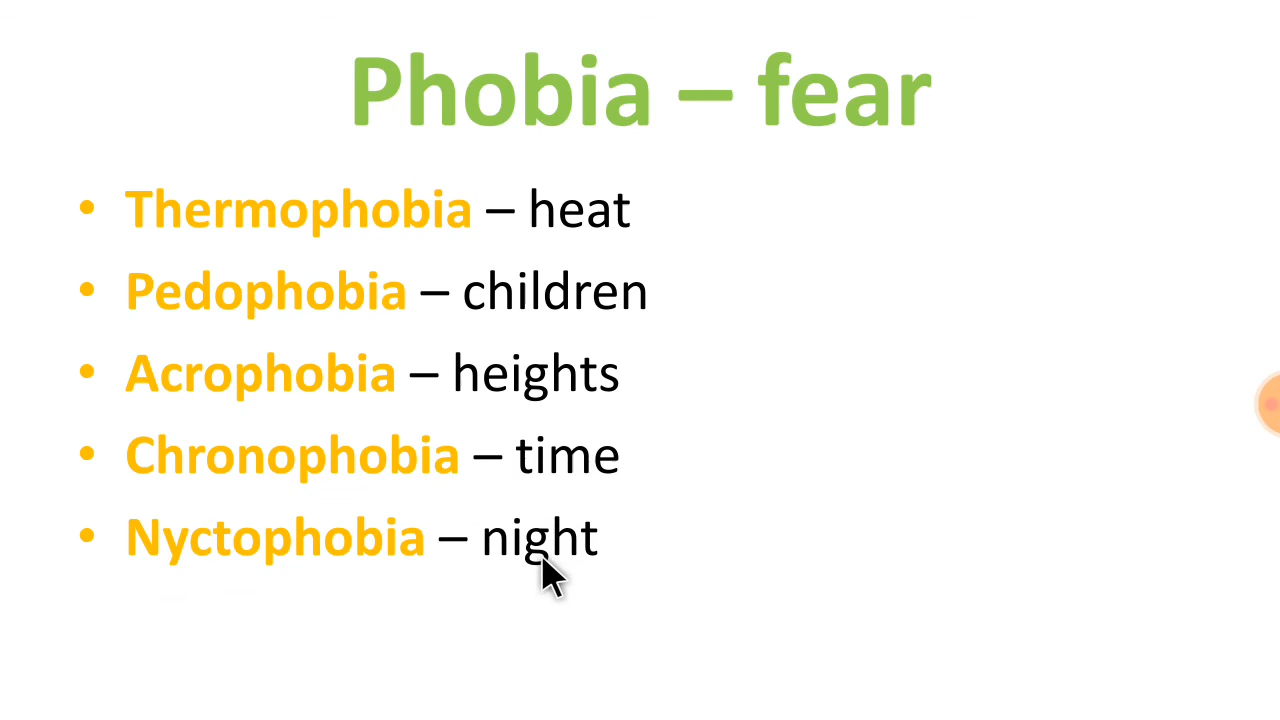 Phobia – fear
• Thermophobia – heat
• Pedophobia – children
• Acrophobia – heights
• Chronophobia – time
• Nyctophobia – night